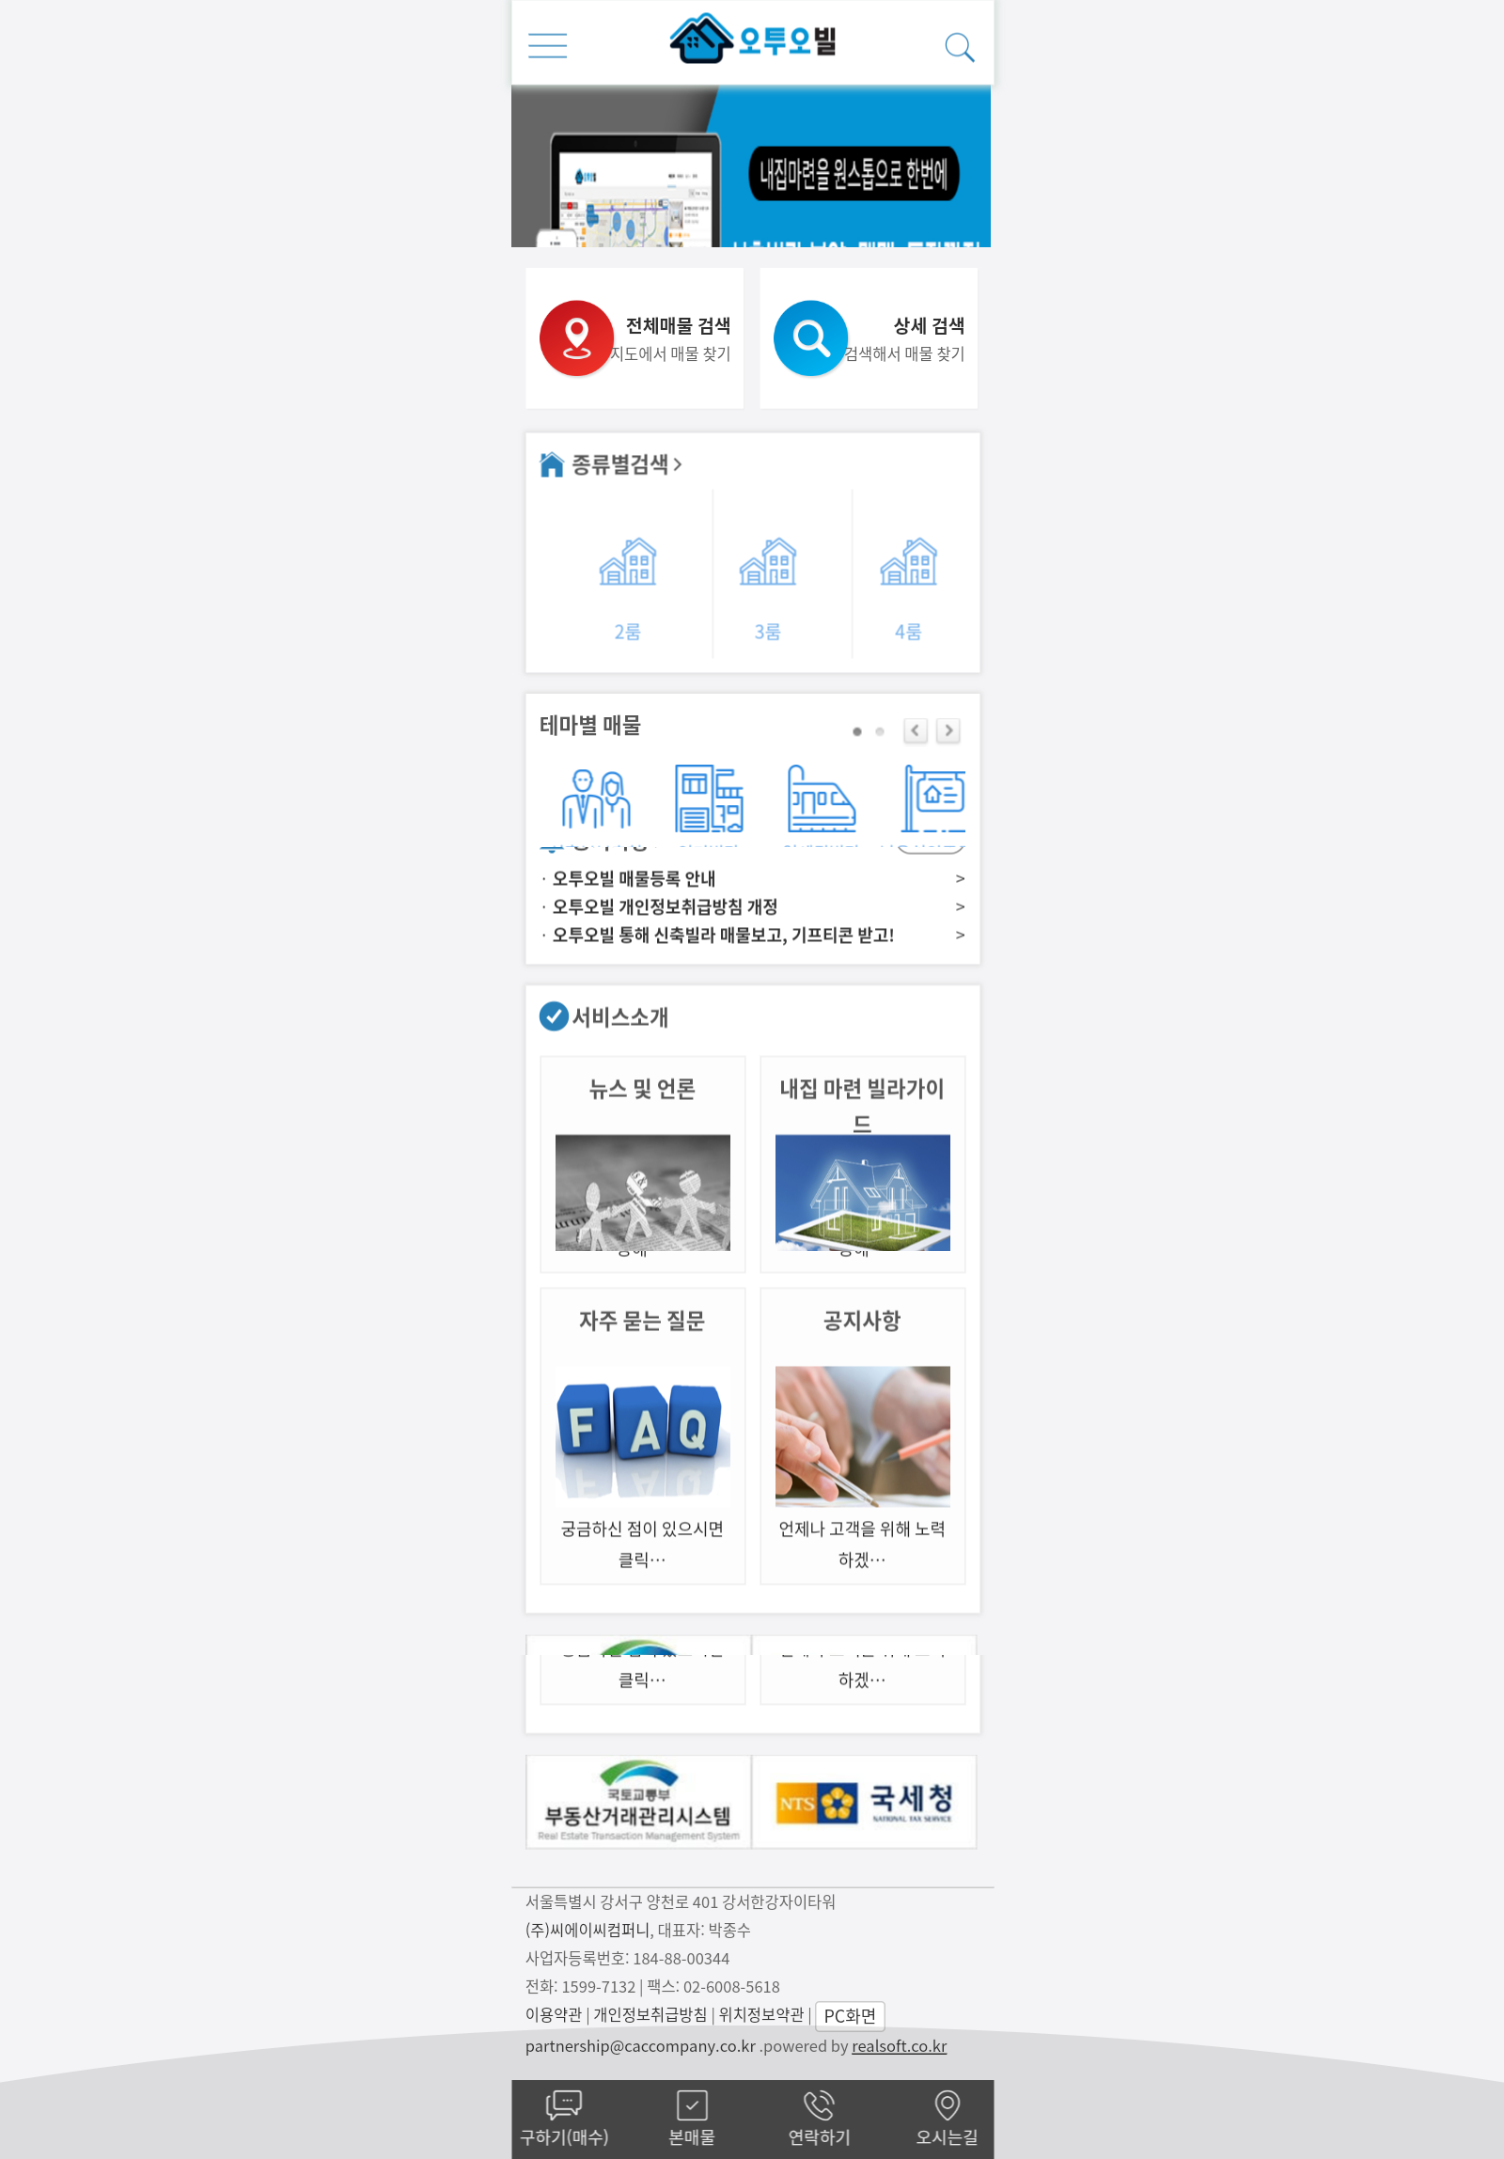 오투오빌
내집마련을 원스톱으로 한번에
전체매물 검색
지도에서 매물 찾기
상세 검색
검색해서 매물 찾기
종류별검색 >
2룸
3룸
4룸
테마별 매물
· 오투오빌 매물등록 안내 >
· 오투오빌 개인정보취급방침 개정 >
· 오투오빌 통해 신축빌라 매물보고, 기프티콘 받고! >
서비스소개
뉴스 및 언론
내집 마련 빌라가이
드
자주 묻는 질문
공지사항
FAQ
궁금하신 점이 있으시면
클릭…
언제나 고객을 위해 노력
하겠…
클릭…
하겠…
국토교통부
부동산거래관리시스템
Real Estate Transaction Management System
NTS 국세청
NATIONAL TAX SERVICE
서울특별시 강서구 양천로 401 강서한강자이타워
(주)씨에이씨컴퍼니, 대표자: 박종수
사업자등록번호: 184-88-00344
전화: 1599-7132 | 팩스: 02-6008-5618
이용약관 | 개인정보취급방침 | 위치정보약관 | PC화면
partnership@caccompany.co.kr .powered by realsoft.co.kr
구하기(매수)
본매물
연락하기
오시는길